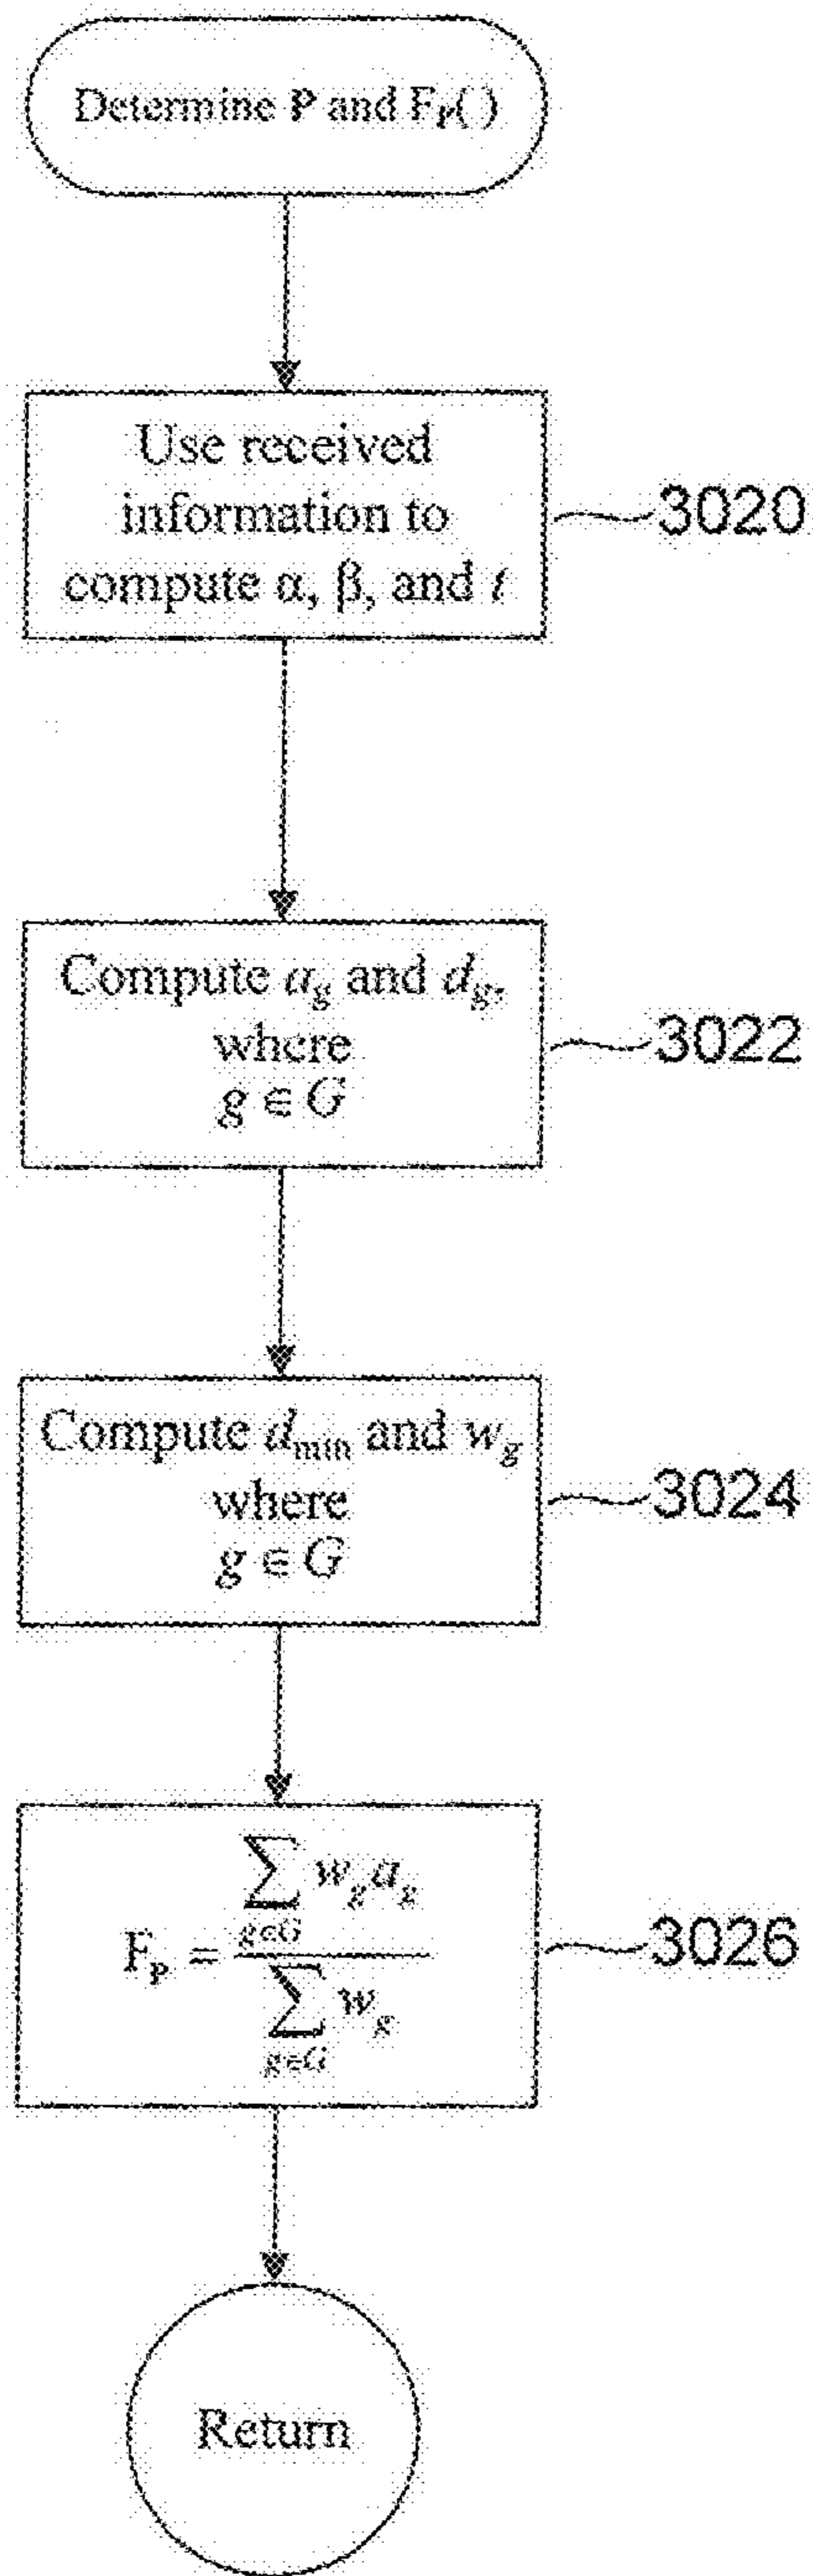 Determine P and F_P( )
Use received
information to
compute α, β, and t
3020
Compute a_g and d_g,
where
g ∈ G
3022
Compute d_min and w_g
where
g ∈ G
3024
F_P = ∑_{g∈G} w_g a_g / ∑_{g∈G} w_g
3026
Return